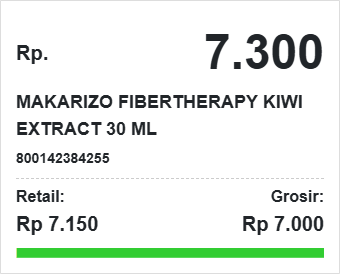 Rp. 7.300
MAKARIZO FIBERTHERAPY KIWI
EXTRACT 30 ML
800142384255
Retail: Grosir:
Rp 7.150 Rp 7.000